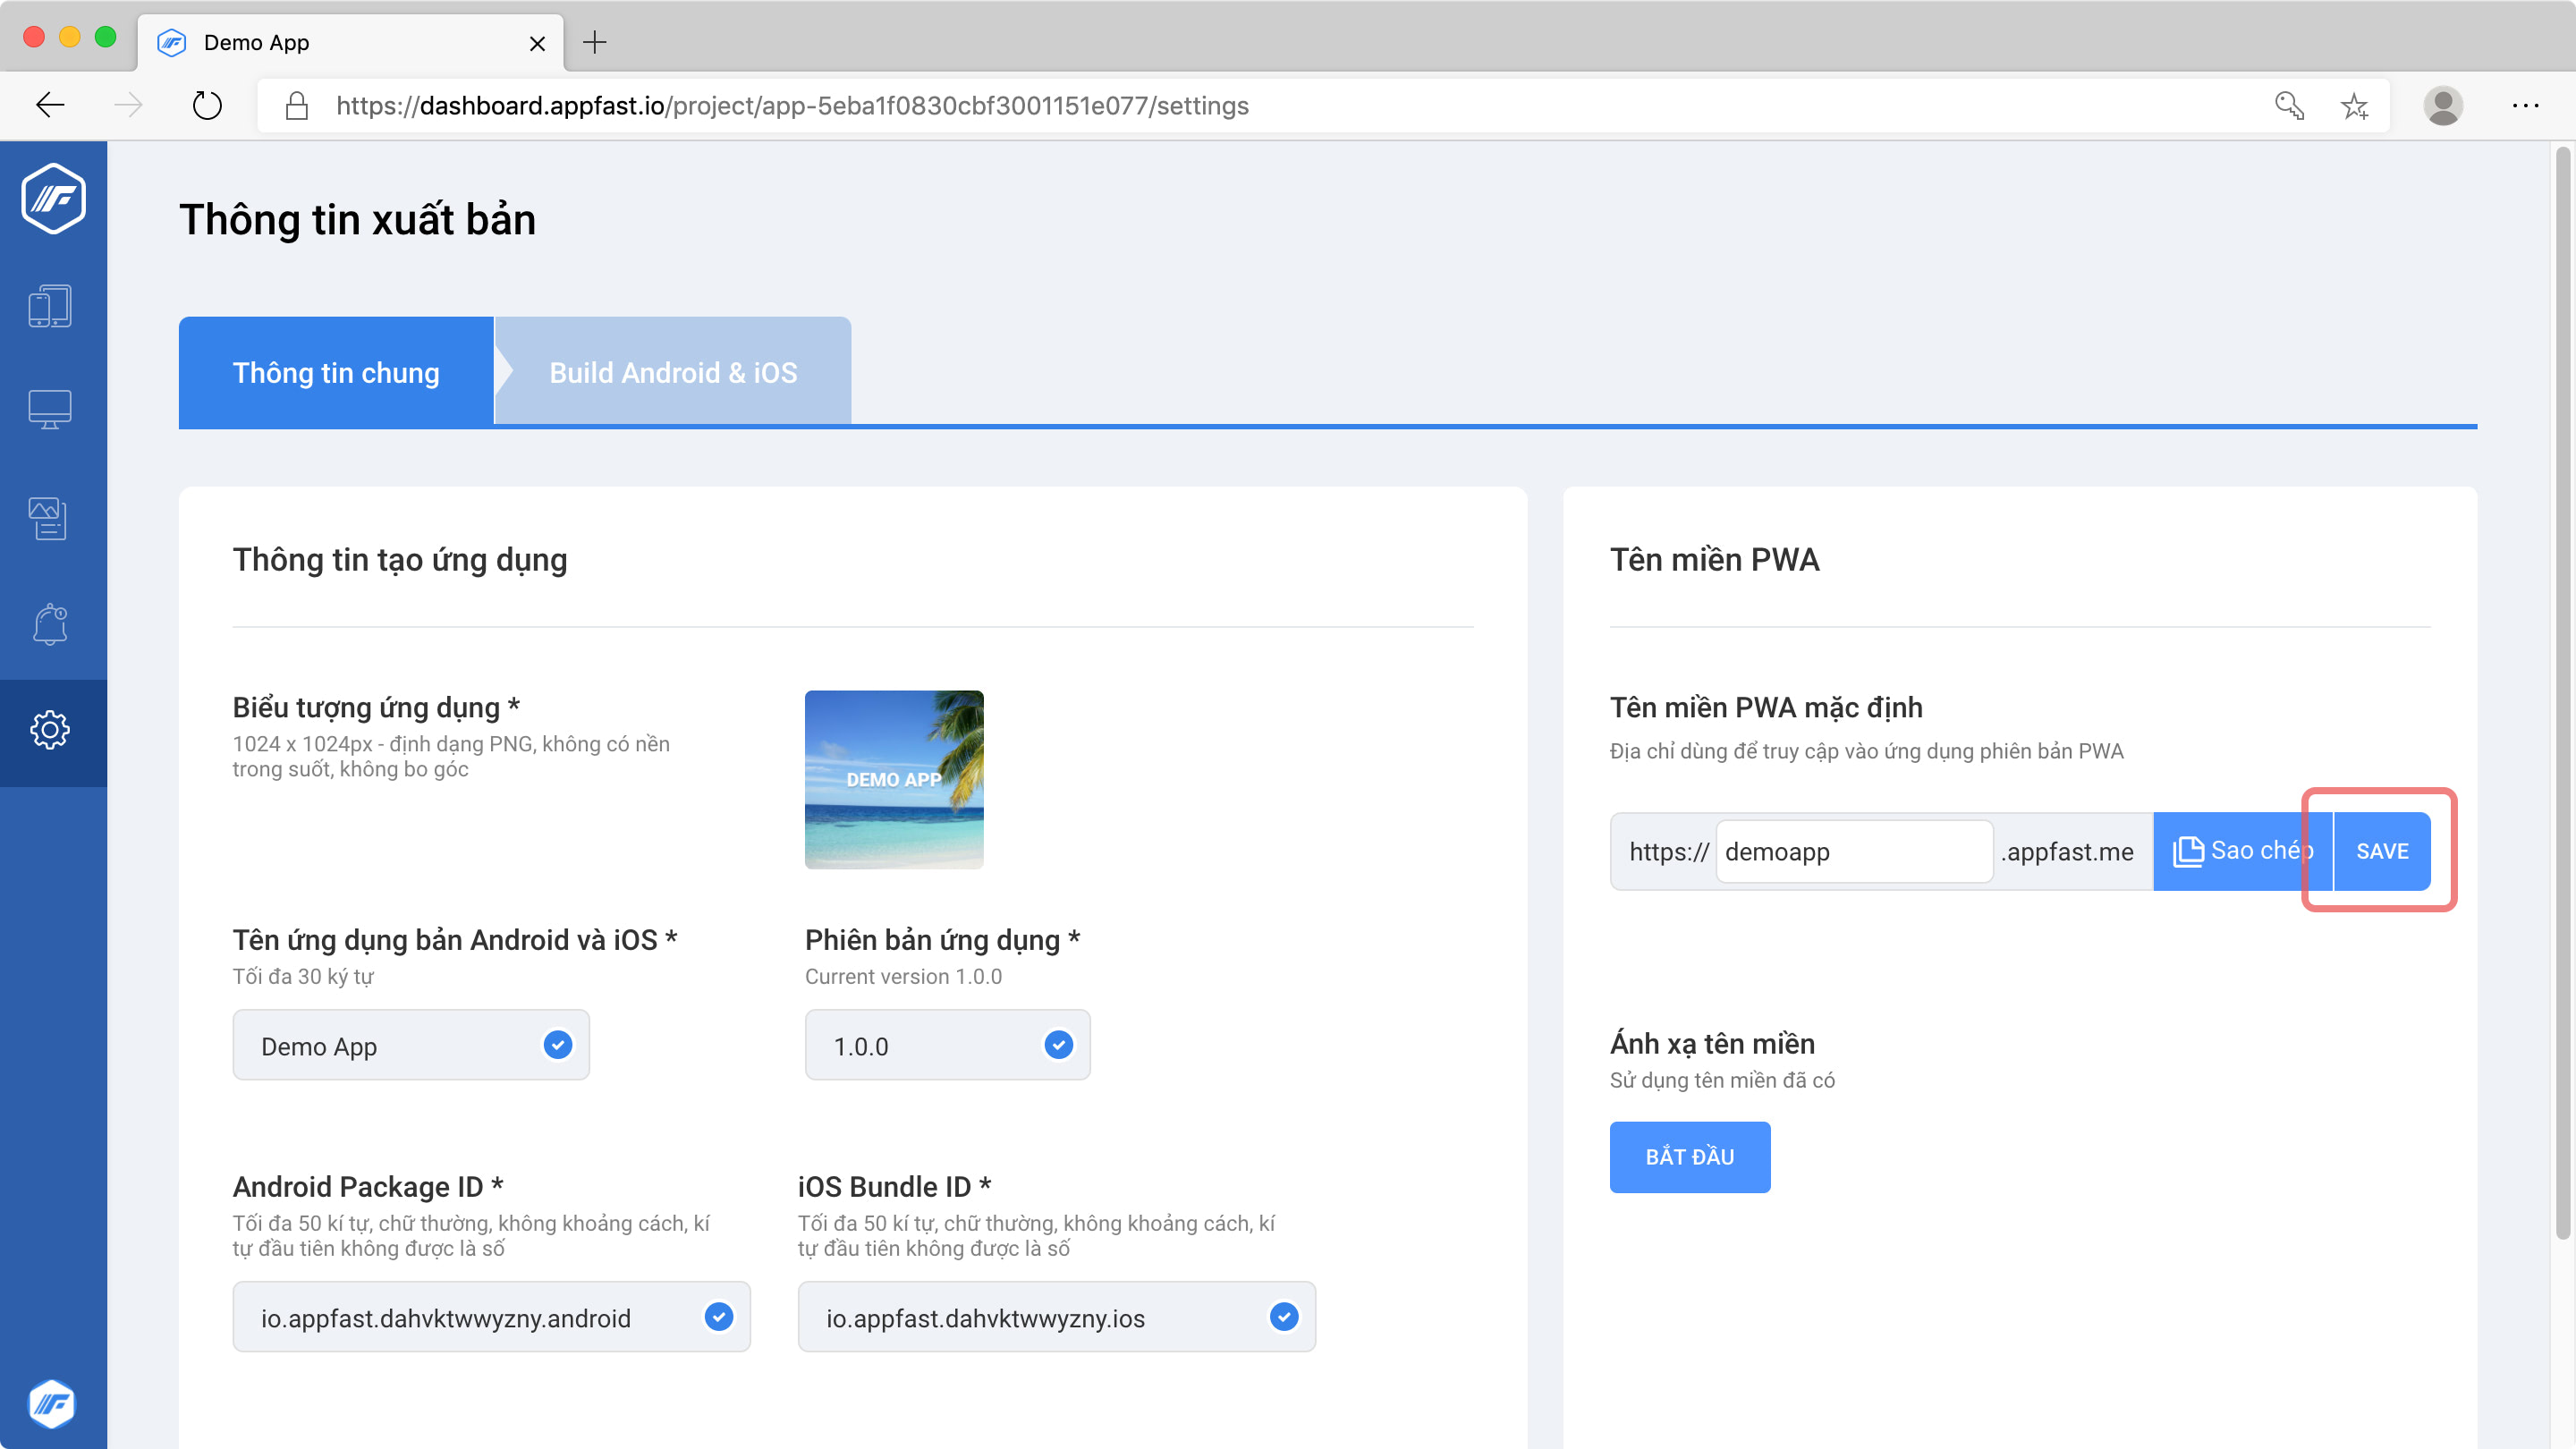 Demo App
https://dashboard.appfast.io/project/app-5eba1f0830cbf3001151e077/settings
Thông tin xuất bản
Thông tin chung
Build Android & iOS
Thông tin tạo ứng dụng
Biểu tượng ứng dụng *
1024 x 1024px - định dạng PNG, không có nền
trong suốt, không bo góc
DEMO APP
Tên ứng dụng bản Android và iOS *
Tối đa 30 ký tự
Demo App
Phiên bản ứng dụng *
Current version 1.0.0
1.0.0
Android Package ID *
Tối đa 50 kí tự, chữ thường, không khoảng cách, kí
tự đầu tiên không được là số
io.appfast.dahvktwwyzny.android
iOS Bundle ID *
Tối đa 50 kí tự, chữ thường, không khoảng cách, kí
tự đầu tiên không được là số
io.appfast.dahvktwwyzny.ios
Tên miền PWA
Tên miền PWA mặc định
Địa chỉ dùng để truy cập vào ứng dụng phiên bản PWA
https:// demoapp .appfast.me Sao chép SAVE
Ánh xạ tên miền
Sử dụng tên miền đã có
BẮT ĐẦU